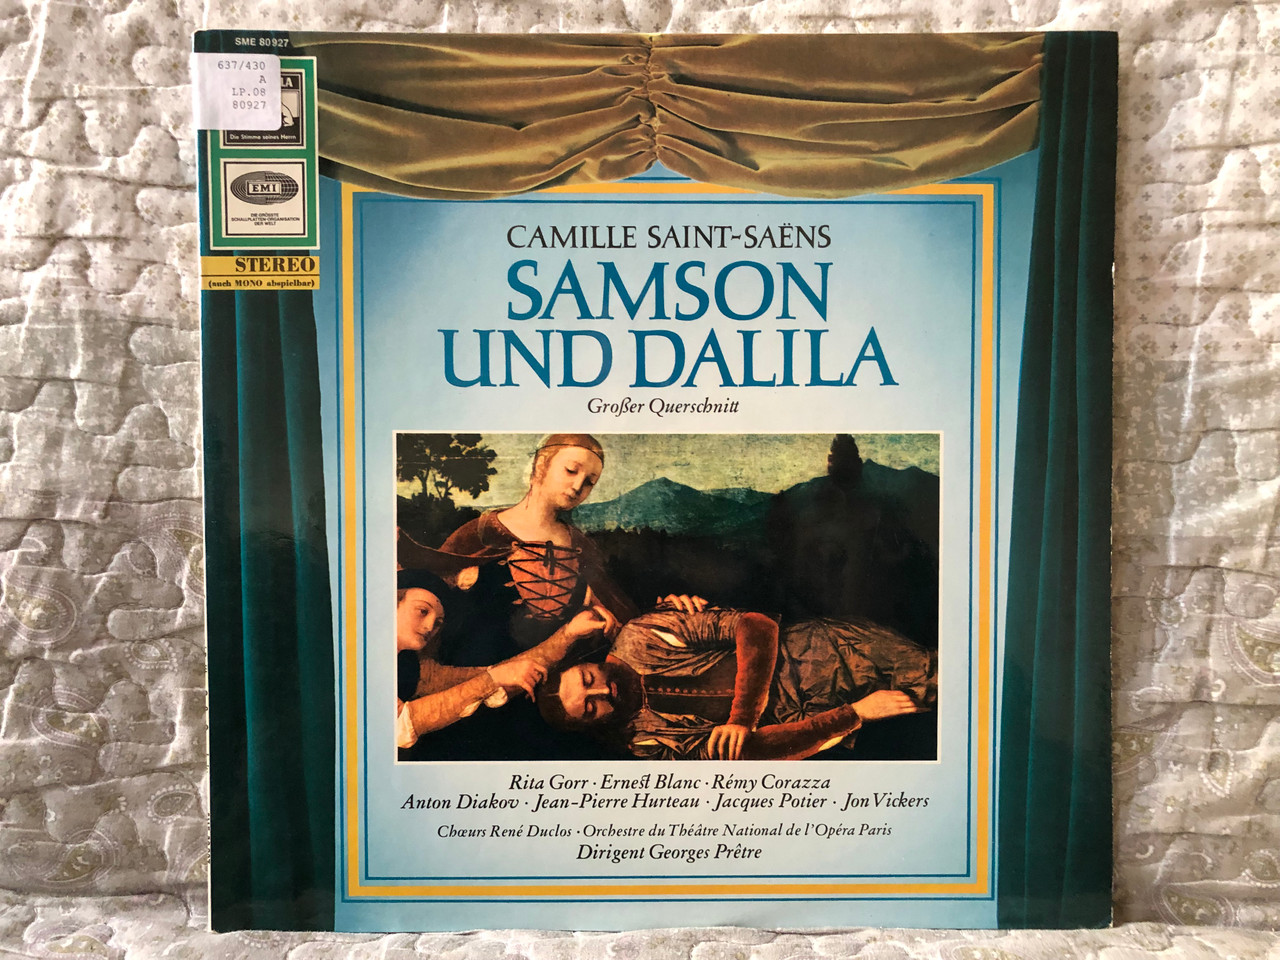 SME 80927
637/430
A
LP.08
80927
LA
Die Stimme seines Herrn
EMI
DIE GRÖSSTE
SCHALLPLATTEN-ORGANISATION
DER WELT
STEREO
(auch MONO abspielbar)
CAMILLE SAINT-SAËNS
SAMSON
UND DALILA
Großer Querschnitt
Rita Gorr · Ernest Blanc · Rémy Corazza
Anton Diakov · Jean-Pierre Hurteau · Jacques Potier · Jon Vickers
Chœurs René Duclos · Orchestre du Théâtre National de l'Opéra Paris
Dirigent Georges Prêtre